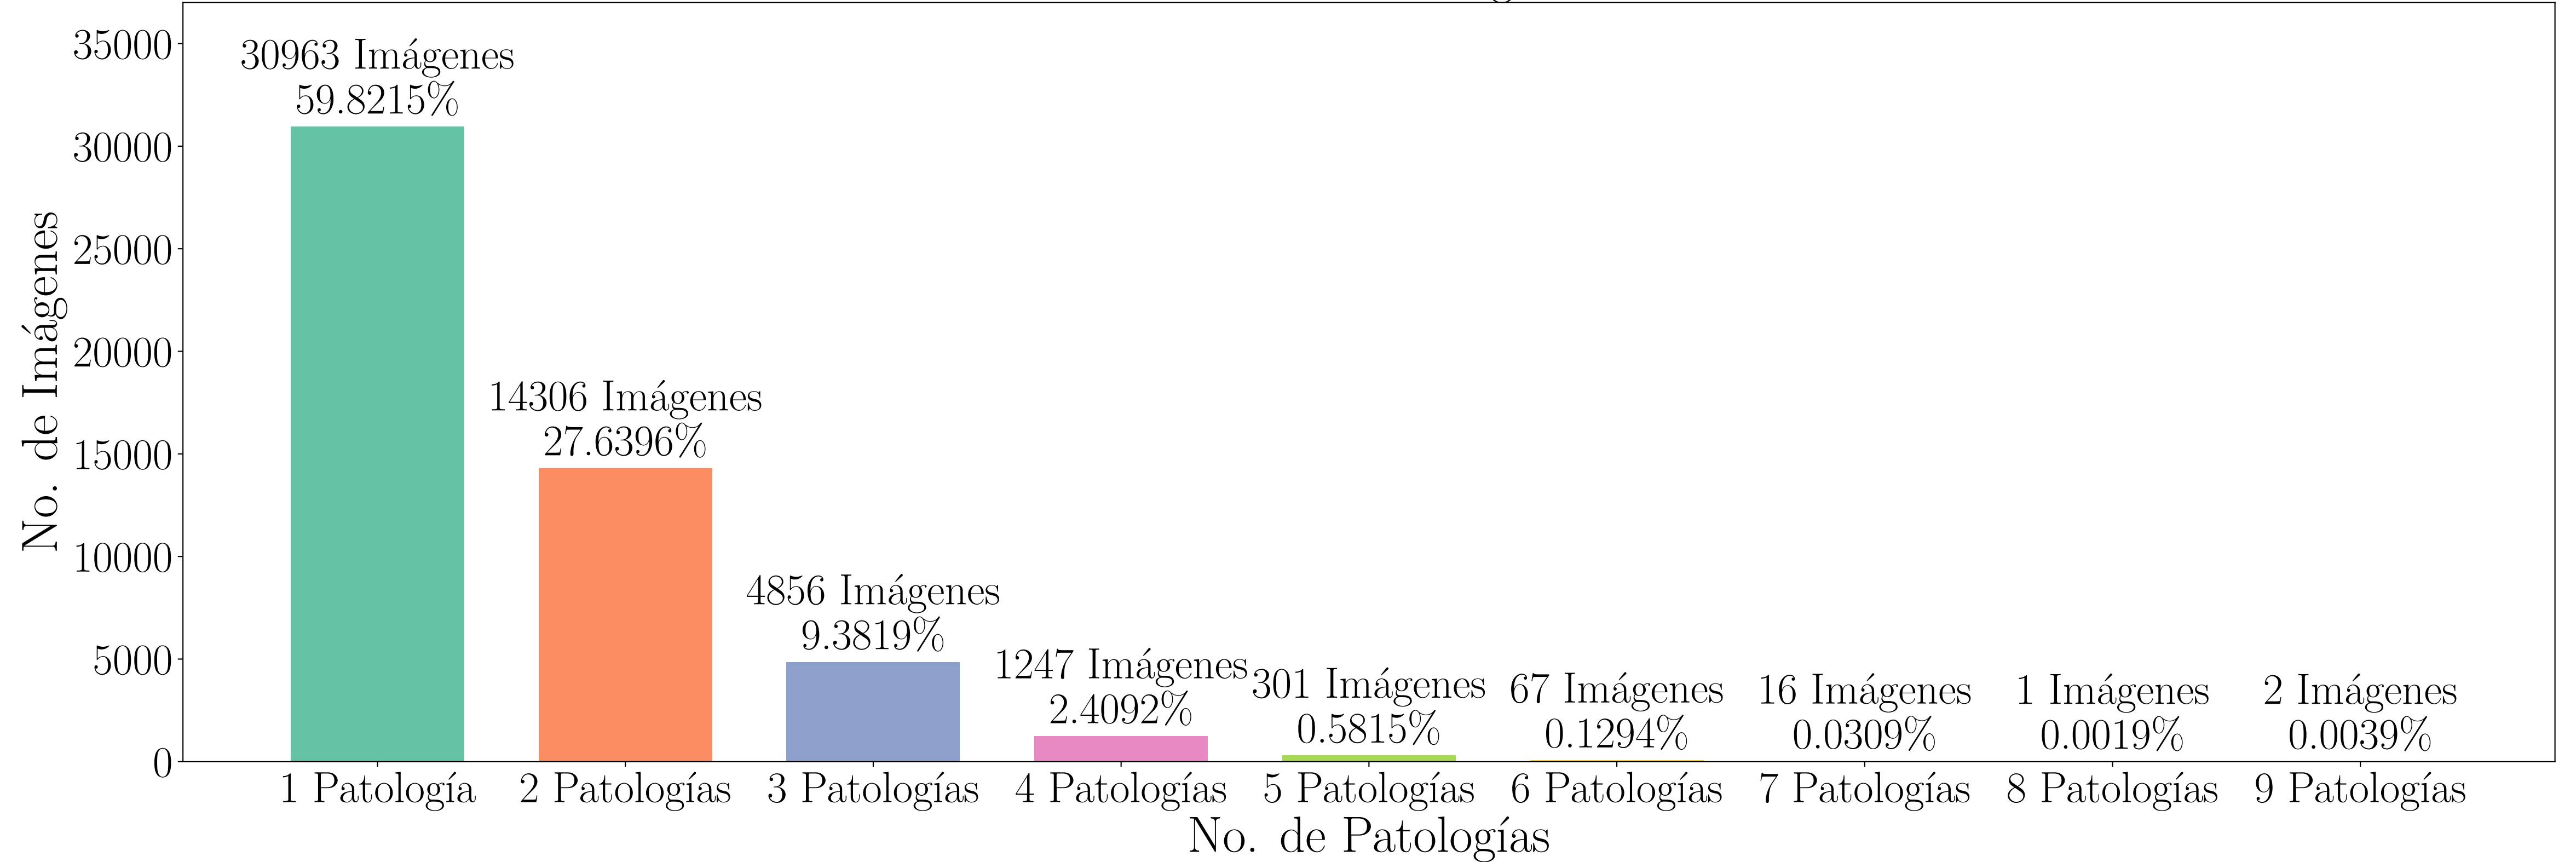 35000
30000
25000
20000
15000
10000
5000
0
No. de Imágenes
30963 Imágenes
59.8215%
14306 Imágenes
27.6396%
4856 Imágenes
9.3819%
1247 Imágenes
2.4092%
301 Imágenes
0.5815%
67 Imágenes
0.1294%
16 Imágenes
0.0309%
1 Imágenes
0.0019%
2 Imágenes
0.0039%
1 Patología
2 Patologías
3 Patologías
4 Patologías
5 Patologías
6 Patologías
7 Patologías
8 Patologías
9 Patologías
No. de Patologías